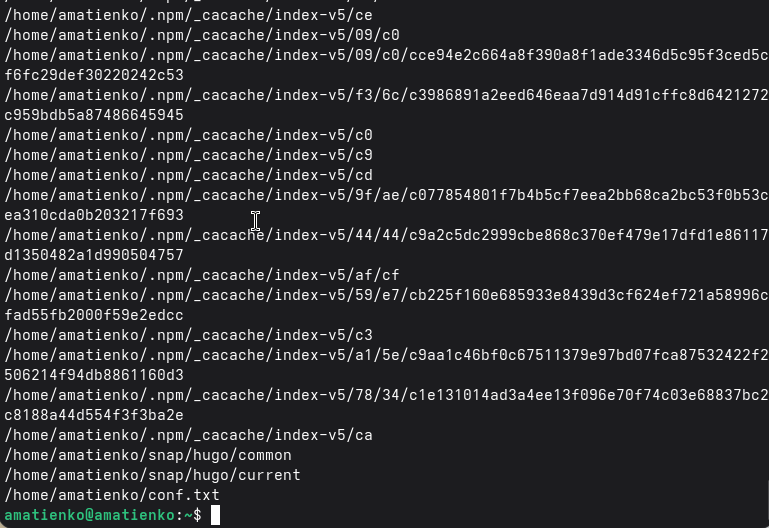 /home/amatienko/.npm/_cacache/index-v5/ce
/home/amatienko/.npm/_cacache/index-v5/09/c0
/home/amatienko/.npm/_cacache/index-v5/09/c0/cce94e2c664a8f390a8f1ade3346d5c95f3ced5c
f6fc29def30220242c53
/home/amatienko/.npm/_cacache/index-v5/f3/6c/c3986891a2eed646eaa7d914d91cffc8d6421272
c959bdb5a87486645945
/home/amatienko/.npm/_cacache/index-v5/c0
/home/amatienko/.npm/_cacache/index-v5/c9
/home/amatienko/.npm/_cacache/index-v5/cd
/home/amatienko/.npm/_cacache/index-v5/9f/ae/c077854801f7b4b5cf7eea2bb68ca2bc53f0b53c
ea310cda0b203217f693
/home/amatienko/.npm/_cacache/index-v5/44/44/c9a2c5dc2999cbe868c370ef479e17dfd1e86117
d1350482a1d990504757
/home/amatienko/.npm/_cacache/index-v5/af/cf
/home/amatienko/.npm/_cacache/index-v5/59/e7/cb225f160e685933e8439d3cf624ef721a58996c
fad55fb2000f59e2edcc
/home/amatienko/.npm/_cacache/index-v5/c3
/home/amatienko/.npm/_cacache/index-v5/a1/5e/c9aa1c46bf0c67511379e97bd07fca87532422f2
506214f94db8861160d3
/home/amatienko/.npm/_cacache/index-v5/78/34/c1e131014ad3a4ee13f096e70f74c03e68837bc2
c8188a44d554f3f3ba2e
/home/amatienko/.npm/_cacache/index-v5/ca
/home/amatienko/snap/hugo/common
/home/amatienko/snap/hugo/current
/home/amatienko/conf.txt
amatienko@amatienko:~$